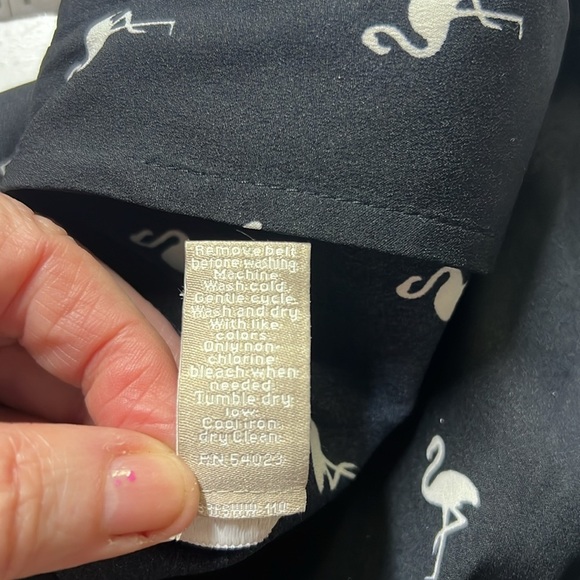 Remove belt
before washing.
Machine
Wash cold.
Gentle cycle.
Wash and dry
With like
colors.
Only non-
chlorine
bleach when
needed.
Tumble dry
low.
Cool iron.
dry Clean.
RN 54023